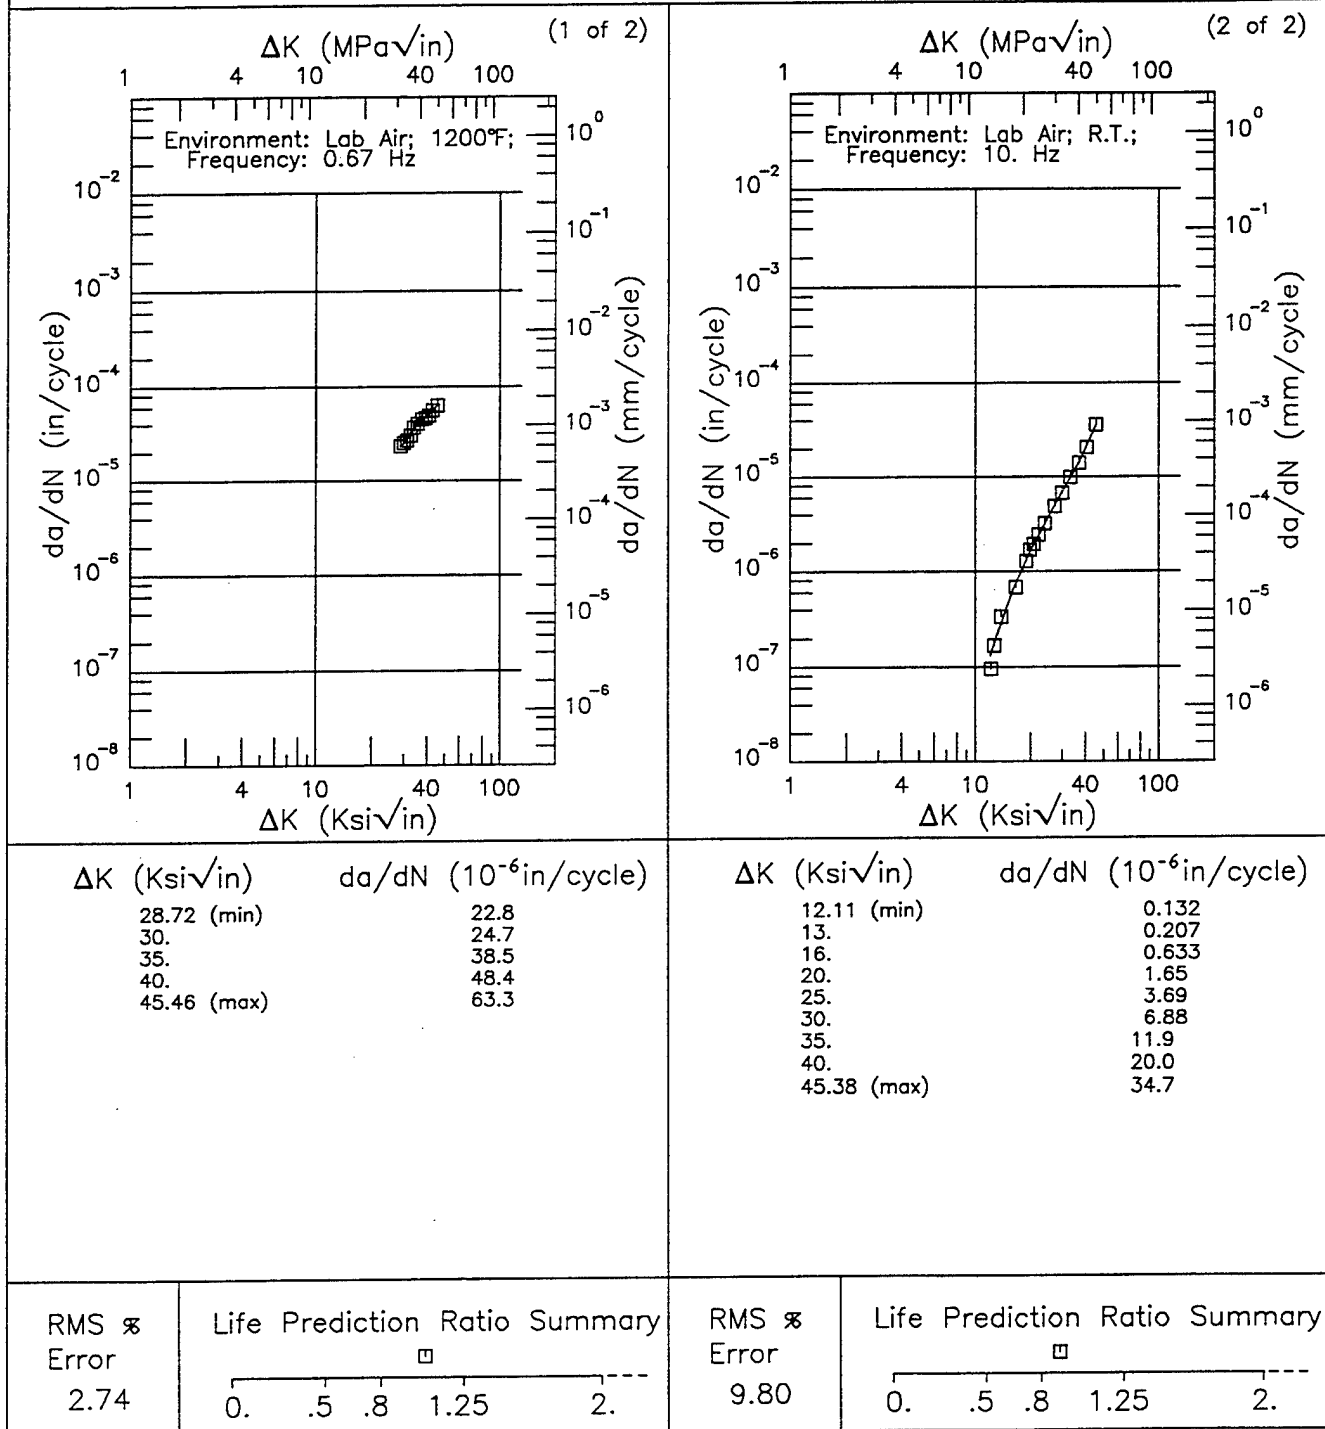 (1 of 2)
ΔK (MPa√in)
1 4 10 40 100
Environment: Lab Air; 1200°F;
Frequency: 0.67 Hz
10⁰
10⁻¹
10⁻²
10⁻³
10⁻⁴
10⁻⁵
10⁻⁶
da/dN (mm/cycle)
10⁻²
10⁻³
10⁻⁴
10⁻⁵
10⁻⁶
10⁻⁷
10⁻⁸
da/dN (in/cycle)
1 4 10 40 100
ΔK (Ksi√in)
ΔK (Ksi√in) da/dN (10⁻⁶in/cycle)
28.72 (min) 22.8
30. 24.7
35. 38.5
40. 48.4
45.46 (max) 63.3
RMS %
Error
2.74
Life Prediction Ratio Summary
0. .5 .8 1.25 2.
(2 of 2)
ΔK (MPa√in)
1 4 10 40 100
Environment: Lab Air; R.T.;
Frequency: 10. Hz
10⁰
10⁻¹
10⁻²
10⁻³
10⁻⁴
10⁻⁵
10⁻⁶
da/dN (mm/cycle)
10⁻²
10⁻³
10⁻⁴
10⁻⁵
10⁻⁶
10⁻⁷
10⁻⁸
da/dN (in/cycle)
1 4 10 40 100
ΔK (Ksi√in)
ΔK (Ksi√in) da/dN (10⁻⁶in/cycle)
12.11 (min) 0.132
13. 0.207
16. 0.633
20. 1.65
25. 3.69
30. 6.88
35. 11.9
40. 20.0
45.38 (max) 34.7
RMS %
Error
9.80
Life Prediction Ratio Summary
0. .5 .8 1.25 2.